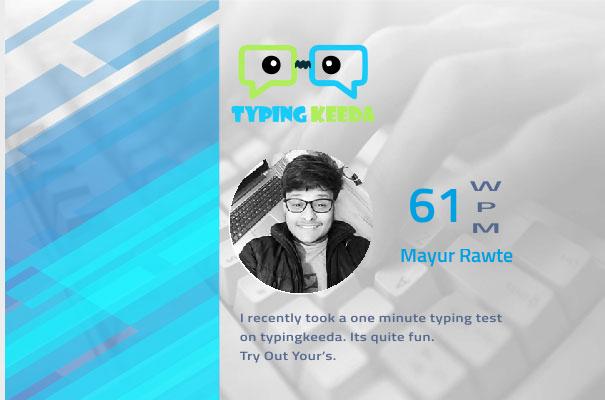 TYPING KEEDA
61 WPM
Mayur Rawte
I recently took a one minute typing test
on typingkeeda. Its quite fun.
Try Out Your's.